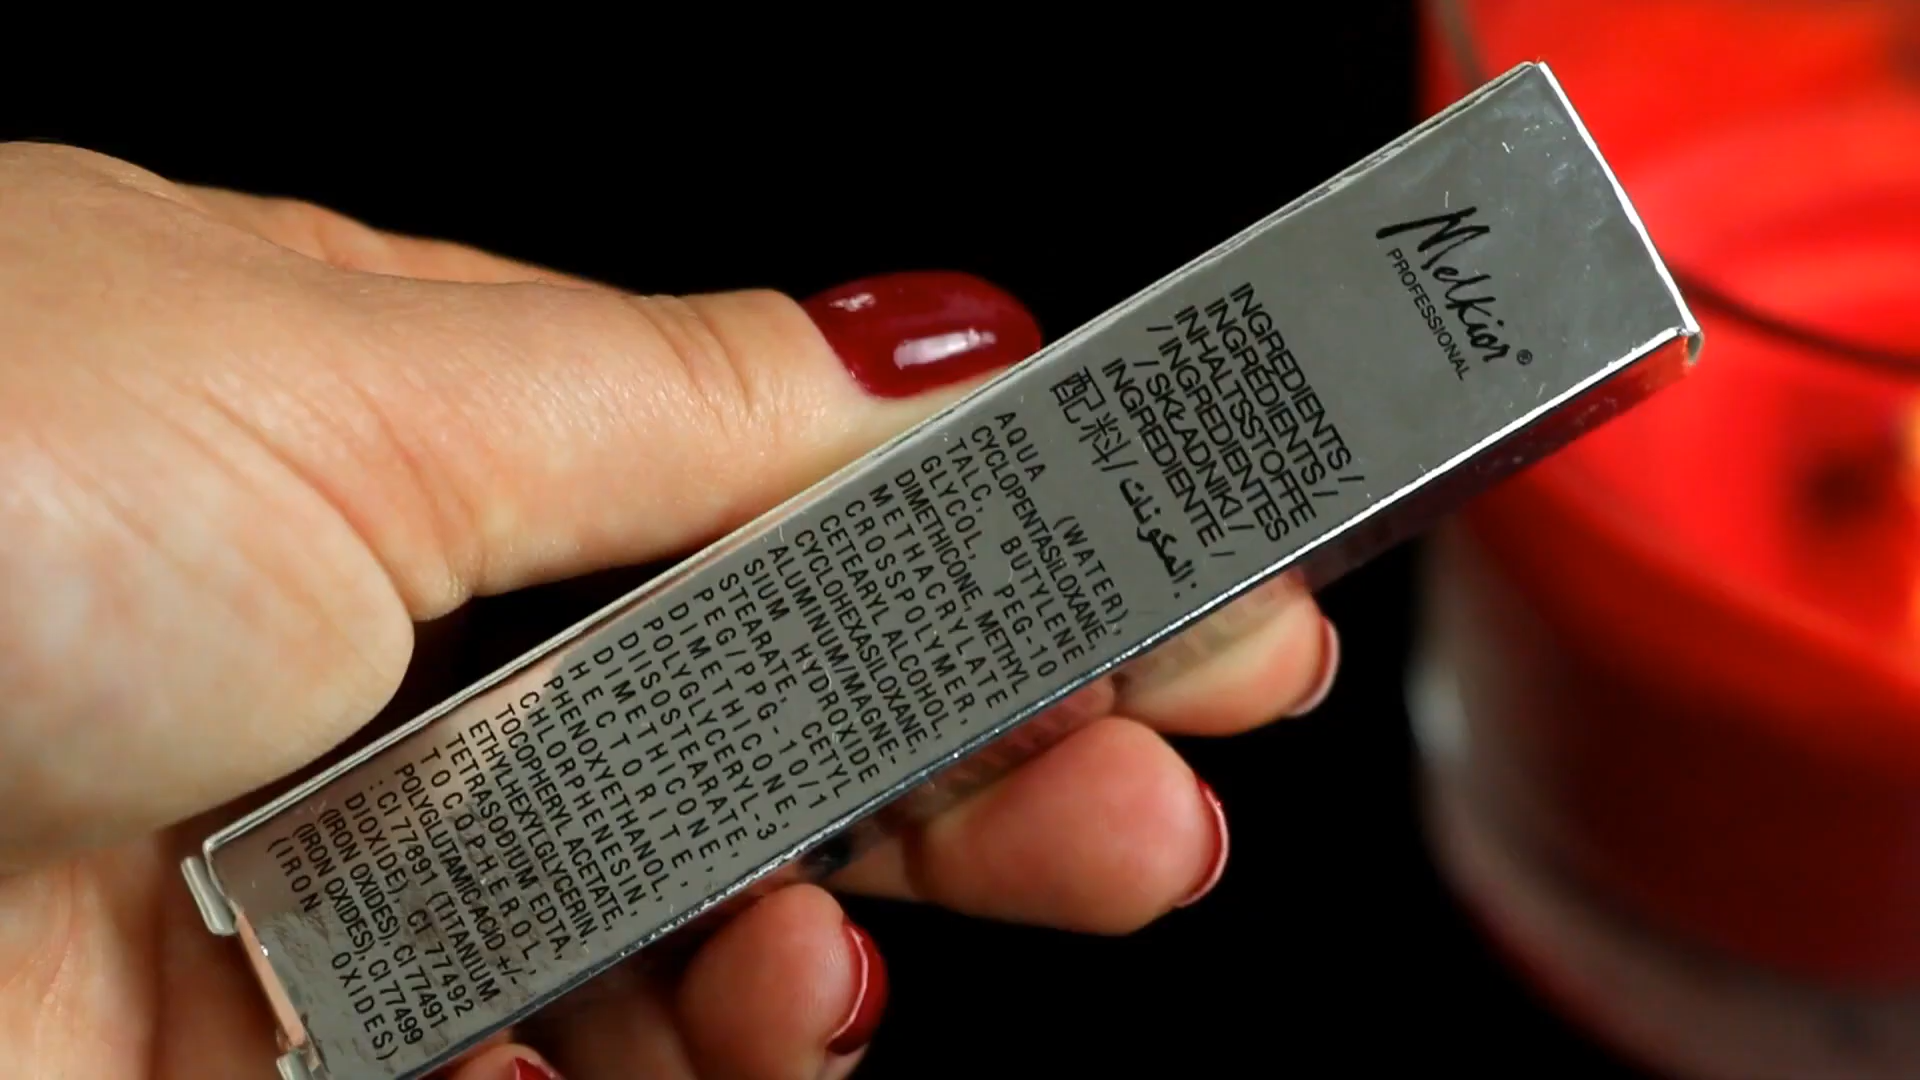 Melkior®
PROFESSIONAL
INGREDIENTS /
INGRÉDIENTS /
INHALTSSTOFFE
/ INGREDIENTES
/ SKŁADNIKI /
INGREDIENTE /
配料/ المكونات:
AQUA (WATER),
CYCLOPENTASILOXANE,
TALC, BUTYLENE
GLYCOL, PEG-10
DIMETHICONE, METHYL
METHACRYLATE
CROSSPOLYMER,
CETEARYL ALCOHOL,
CYCLOHEXASILOXANE,
ALUMINUM/MAGNE-
SIUM HYDROXIDE
STEARATE, CETYL
PEG/PPG-10/1
DIMETHICONE,
POLYGLYCERYL-3
DIISOSTEARATE,
DIMETHICONE,
HECTORITE,
PHENOXYETHANOL,
CHLORPHENESIN,
TOCOPHERYL ACETATE,
ETHYLHEXYLGLYCERIN,
TETRASODIUM EDTA,
TOCOPHEROL,
POLYGLUTAMIC ACID +/-
: CI 77891 (TITANIUM
DIOXIDE), CI 77492
(IRON OXIDES), CI 77491
(IRON OXIDES), CI 77499
(IRON OXIDES)